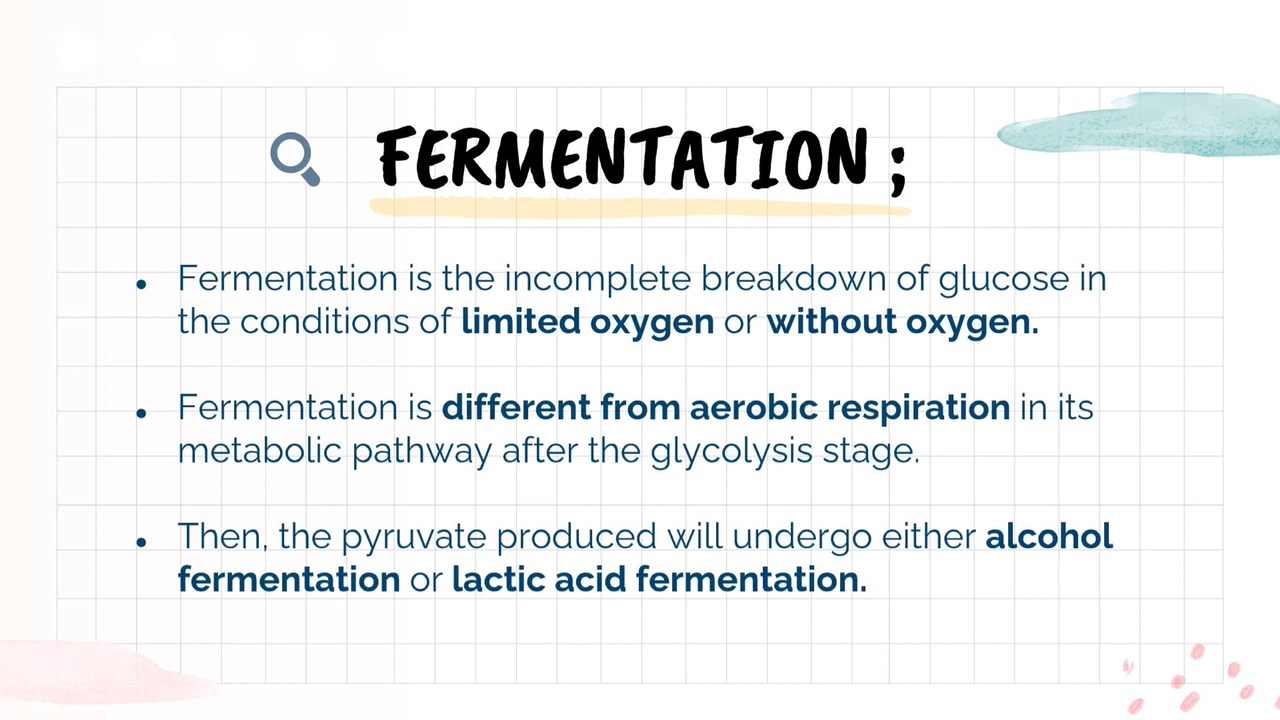 FERMENTATION ;
• Fermentation is the incomplete breakdown of glucose in
the conditions of limited oxygen or without oxygen.
• Fermentation is different from aerobic respiration in its
metabolic pathway after the glycolysis stage.
• Then, the pyruvate produced will undergo either alcohol
fermentation or lactic acid fermentation.